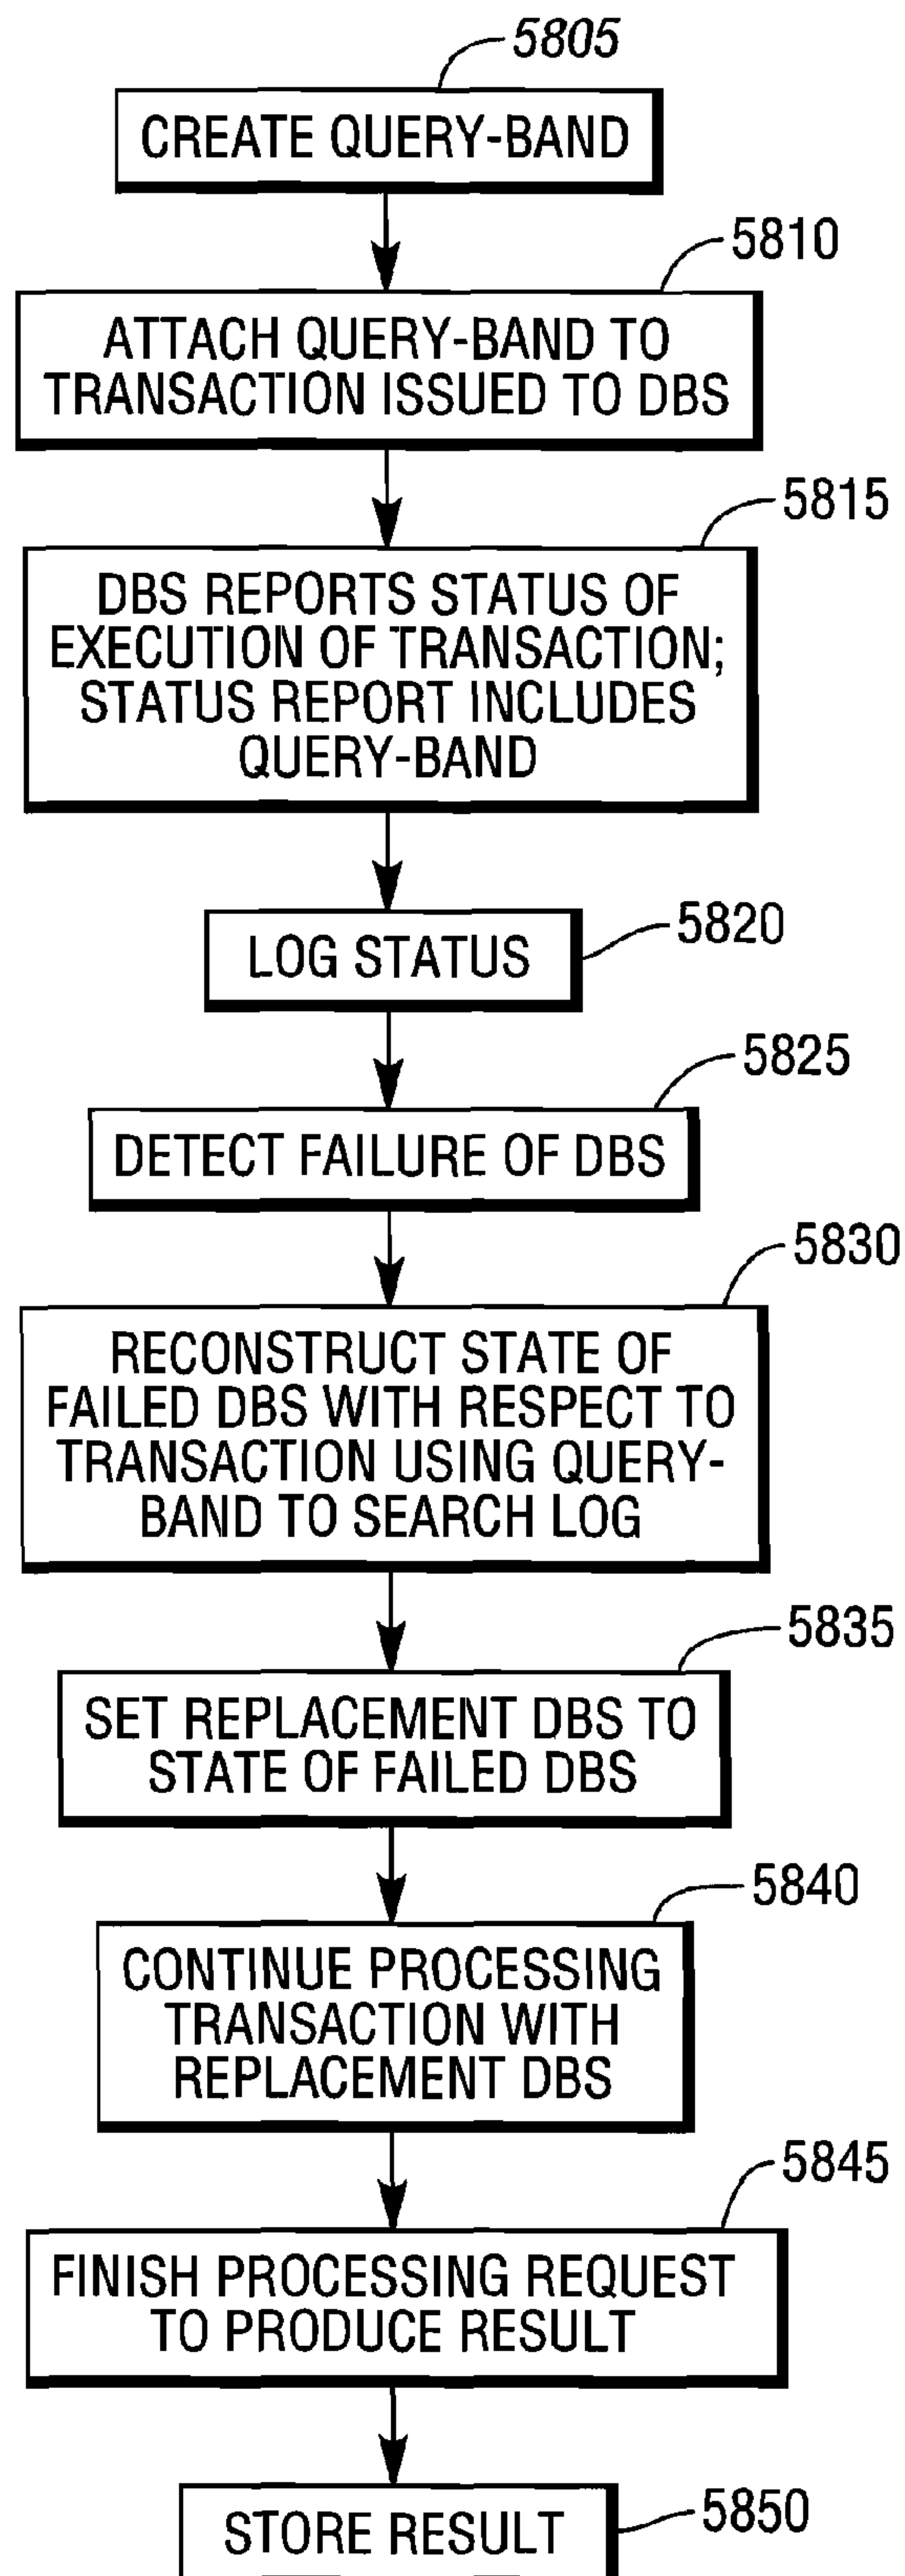 5805
CREATE QUERY-BAND
5810
ATTACH QUERY-BAND TO
TRANSACTION ISSUED TO DBS
5815
DBS REPORTS STATUS OF
EXECUTION OF TRANSACTION;
STATUS REPORT INCLUDES
QUERY-BAND
5820
LOG STATUS
5825
DETECT FAILURE OF DBS
5830
RECONSTRUCT STATE OF
FAILED DBS WITH RESPECT TO
TRANSACTION USING QUERY-
BAND TO SEARCH LOG
5835
SET REPLACEMENT DBS TO
STATE OF FAILED DBS
5840
CONTINUE PROCESSING
TRANSACTION WITH
REPLACEMENT DBS
5845
FINISH PROCESSING REQUEST
TO PRODUCE RESULT
5850
STORE RESULT